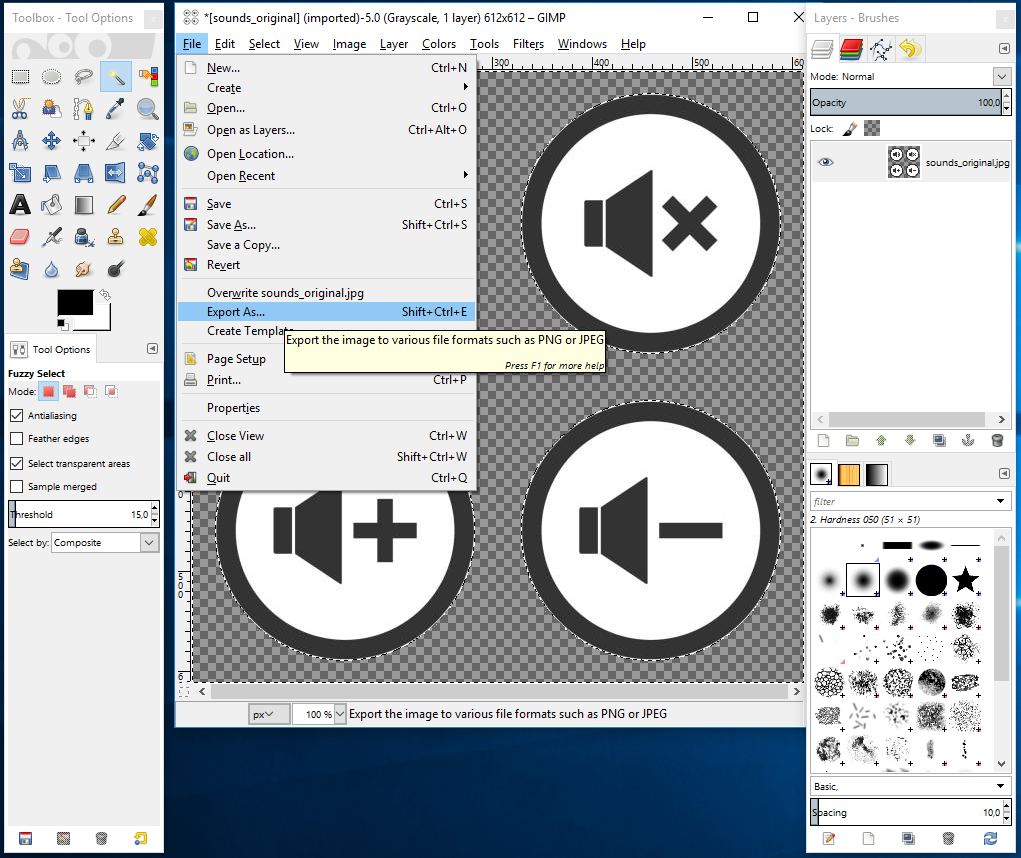 Toolbox - Tool Options
*[sounds_original] (imported)-5.0 (Grayscale, 1 layer) 612x612 – GIMP
Layers - Brushes
File Edit Select View Image Layer Colors Tools Filters Windows Help
300 400 500 600
New... Ctrl+N
Create
Open... Ctrl+O
Open as Layers... Ctrl+Alt+O
Open Location...
Open Recent
Save Ctrl+S
Save As... Shift+Ctrl+S
Save a Copy...
Revert
Overwrite sounds_original.jpg
Export As... Shift+Ctrl+E
Create Template
Export the image to various file formats such as PNG or JPEG
Press F1 for more help
Page Setup
Print... Ctrl+P
Properties
Close View Ctrl+W
Close all Shift+Ctrl+W
Quit Ctrl+Q
Tool Options
Fuzzy Select
Mode:
Antialiasing
Feather edges
Select transparent areas
Sample merged
Threshold 15,0
Select by: Composite
0
500
6
px 100 % Export the image to various file formats such as PNG or JPEG
Mode: Normal
Opacity 100,0
Lock:
sounds_original.jpg
filter
2. Hardness 050 (51 × 51)
Basic,
Spacing 10,0